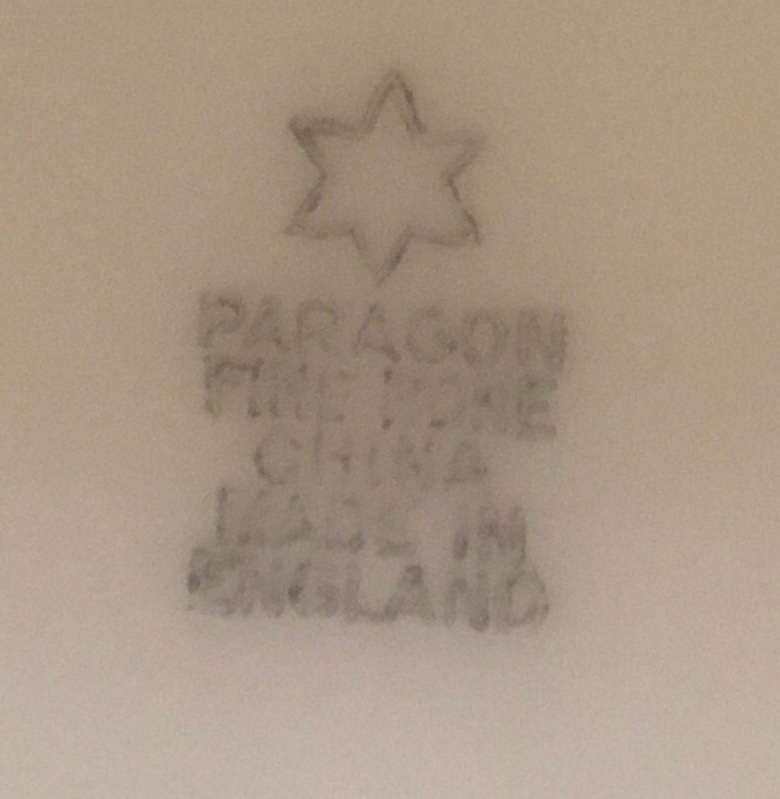 PARAGON
FINE BONE
CHINA
MADE IN
ENGLAND